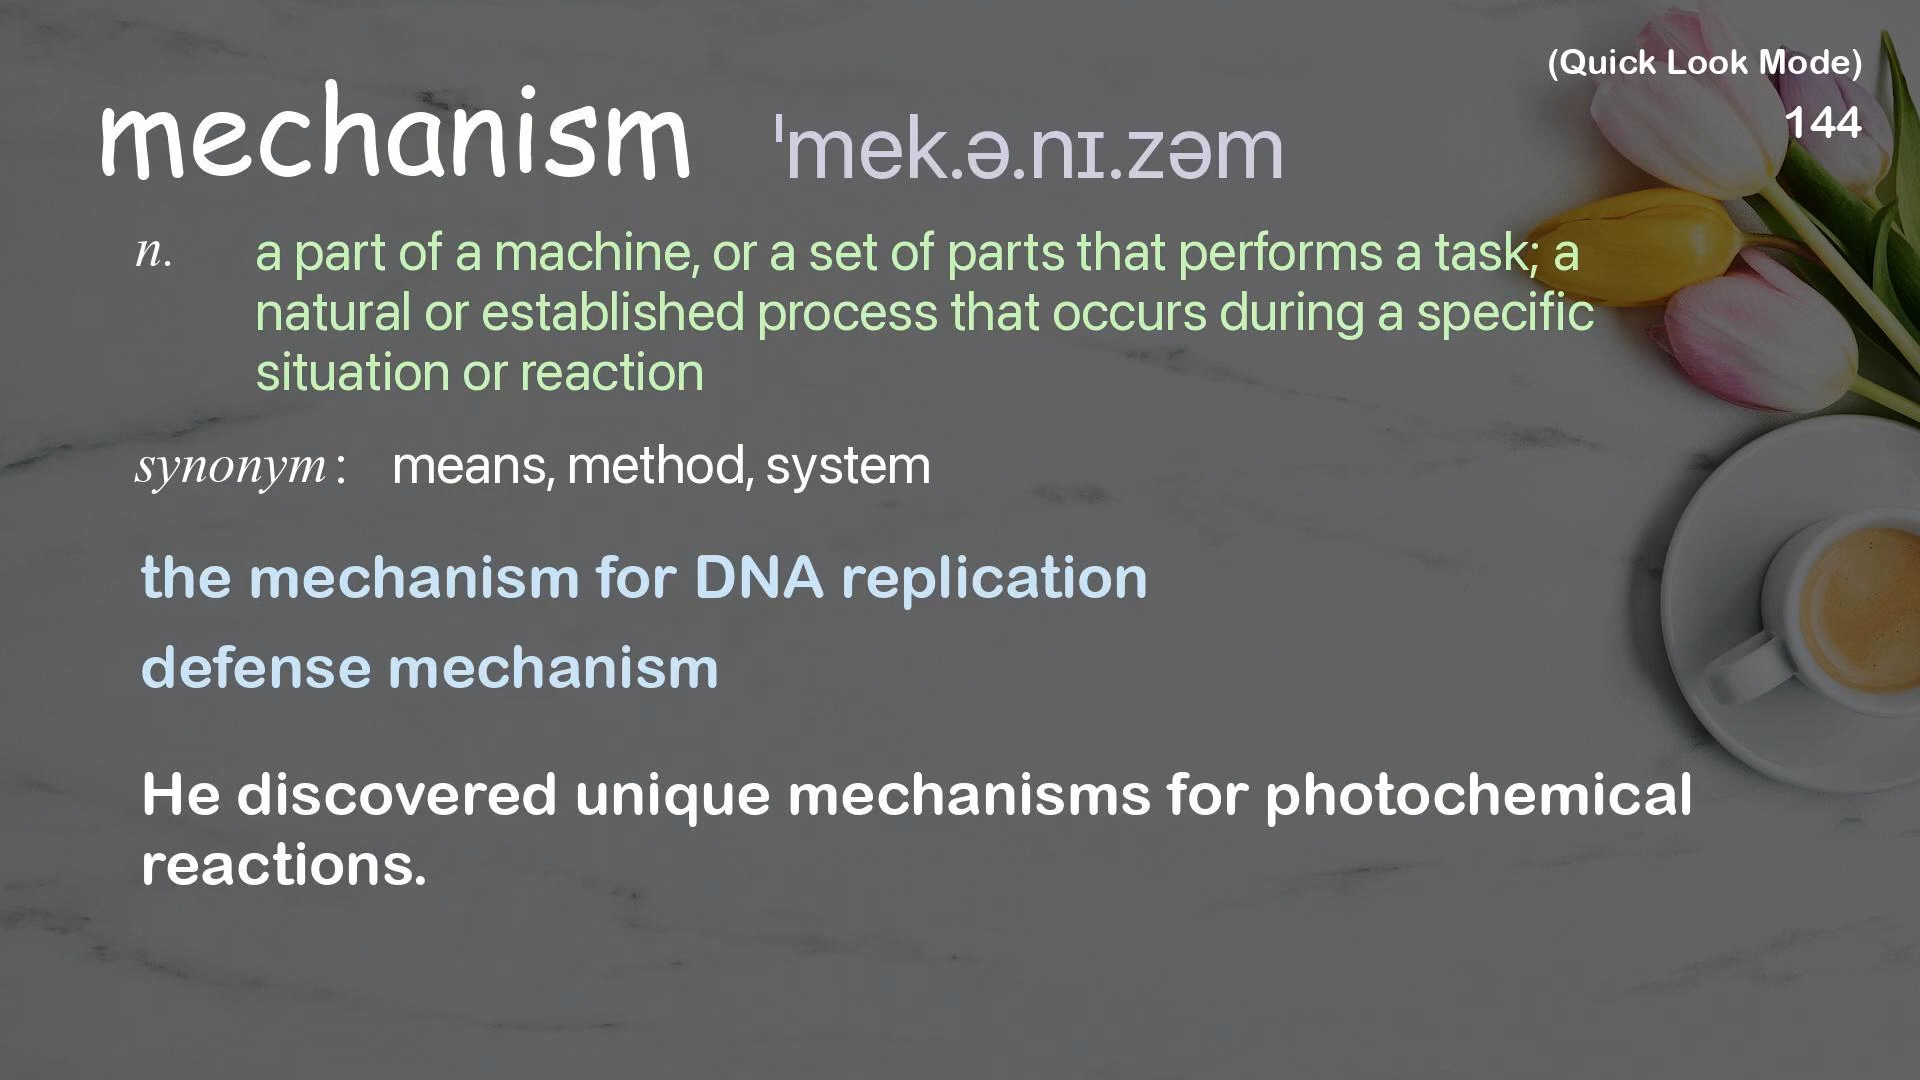 (Quick Look Mode)
144
mechanism ˈmek.ə.nɪ.zəm
n. a part of a machine, or a set of parts that performs a task; a
natural or established process that occurs during a specific
situation or reaction
synonym : means, method, system
the mechanism for DNA replication
defense mechanism
He discovered unique mechanisms for photochemical
reactions.